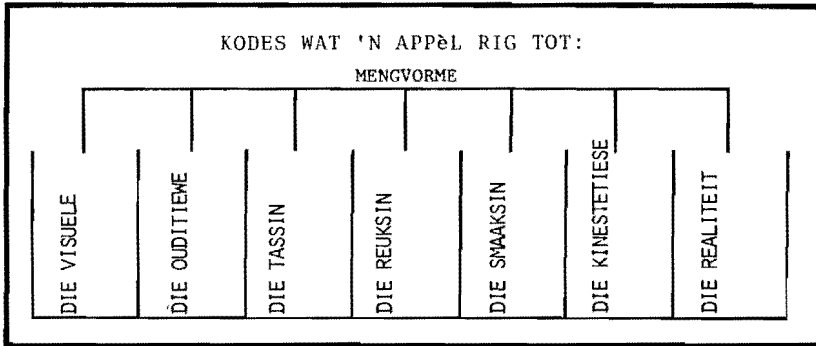 KODES WAT 'N APPèL RIG TOT:
MENGVORME
DIE VISUELE
DIE OUDITIEWE
DIE TASSIN
DIE REUKSIN
DIE SMAAKSIN
DIE KINESTETIESE
DIE REALITEIT